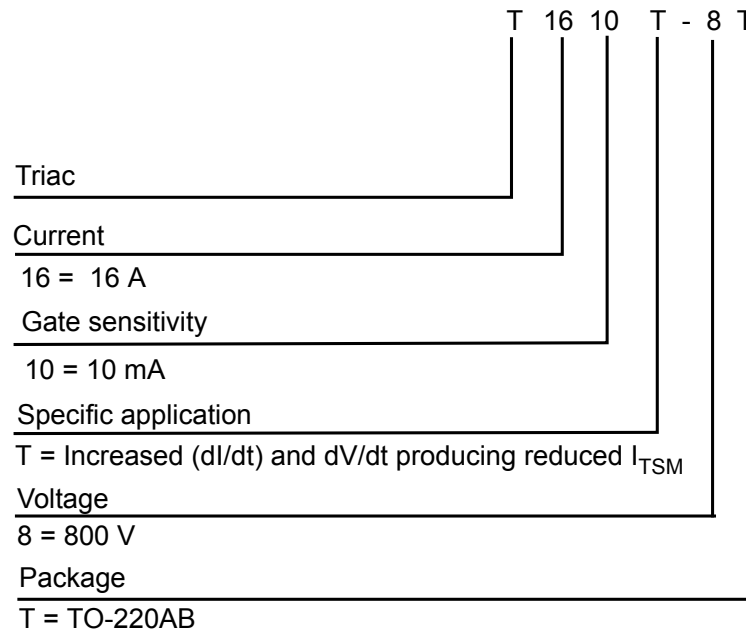 T 16 10 T - 8 T
Triac
Current
16 = 16 A
Gate sensitivity
10 = 10 mA
Specific application
T = Increased (dI/dt) and dV/dt producing reduced ITSM
Voltage
8 = 800 V
Package
T = TO-220AB